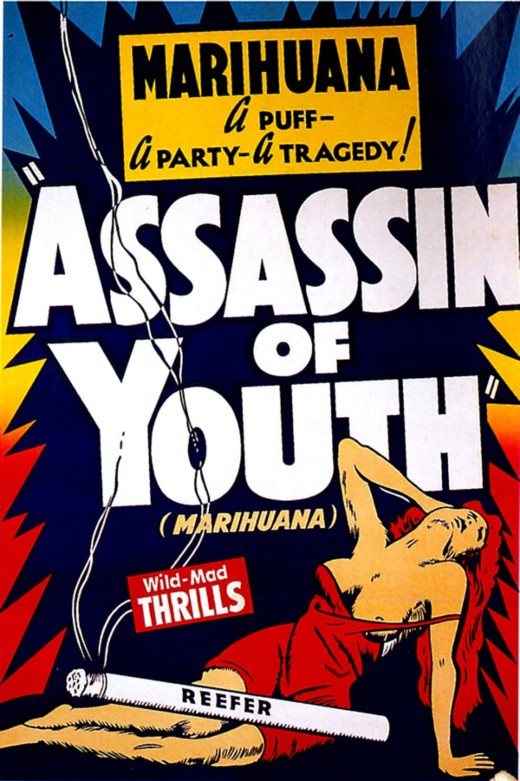 MARIHUANA
A PUFF-
A PARTY-A TRAGEDY!
"ASSASSIN
OF
YOUTH"
(MARIHUANA)
Wild-Mad
THRILLS
REEFER